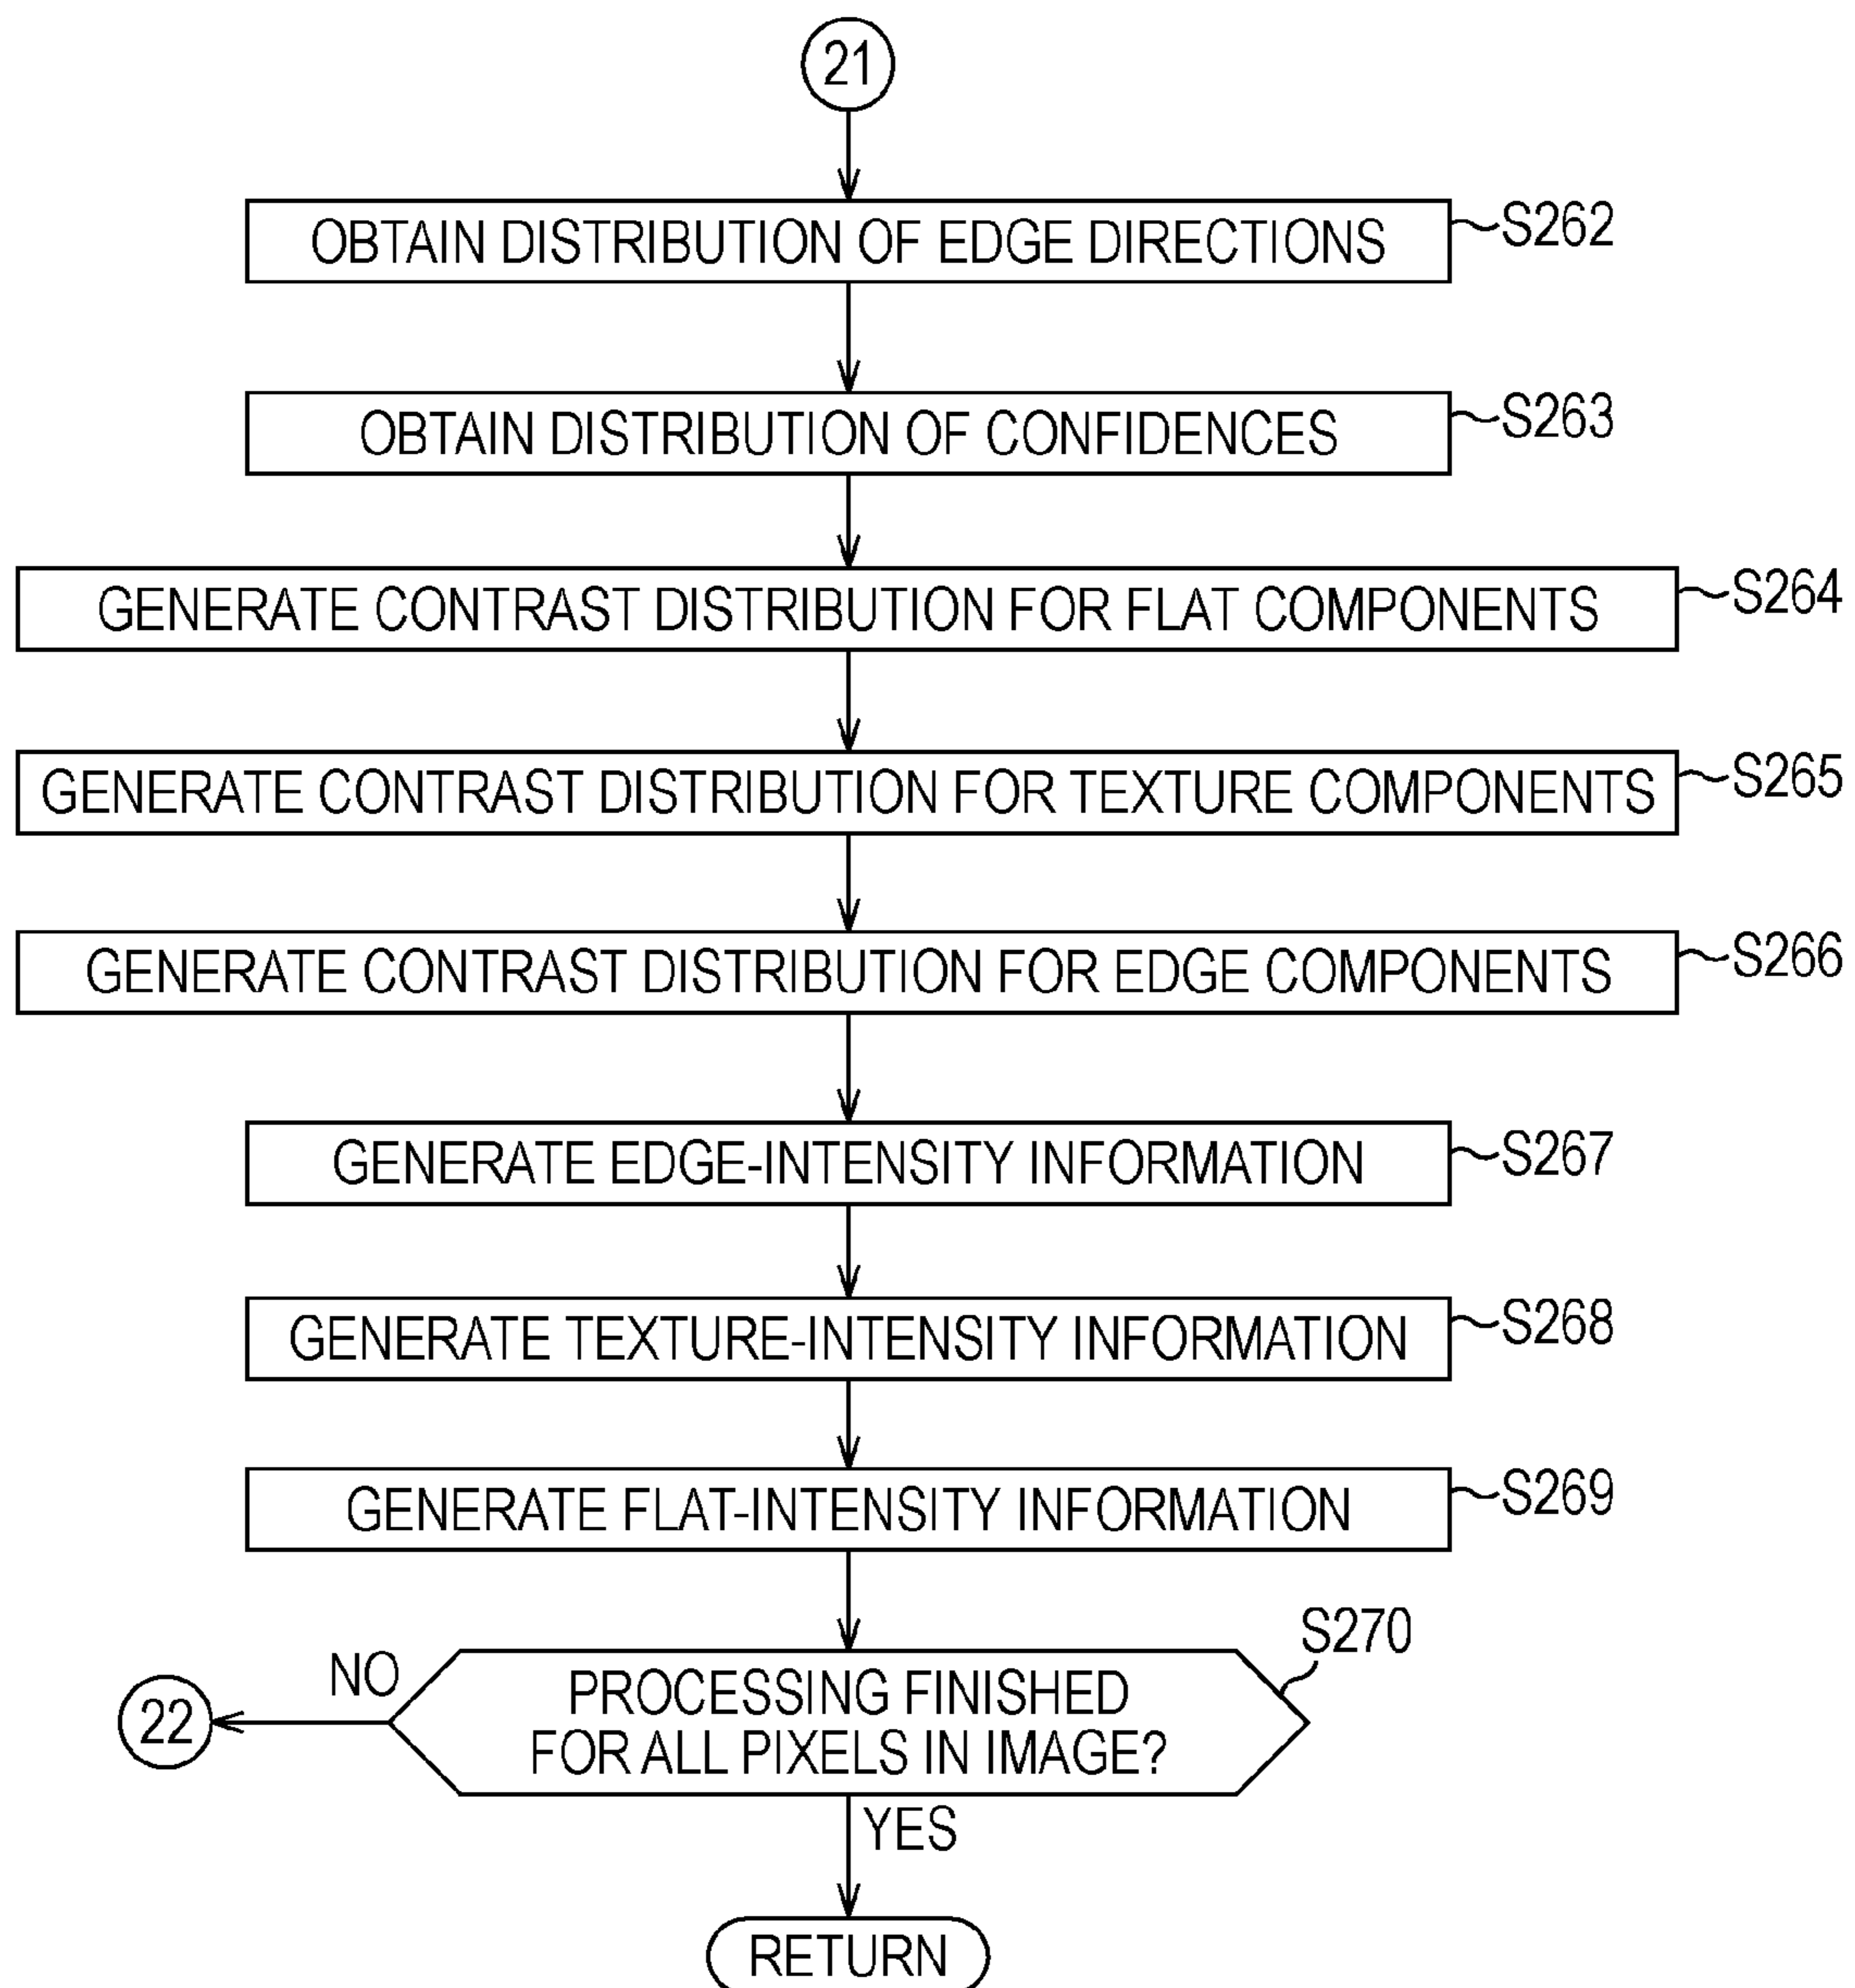 21
OBTAIN DISTRIBUTION OF EDGE DIRECTIONS
S262
OBTAIN DISTRIBUTION OF CONFIDENCES
S263
GENERATE CONTRAST DISTRIBUTION FOR FLAT COMPONENTS
S264
GENERATE CONTRAST DISTRIBUTION FOR TEXTURE COMPONENTS
S265
GENERATE CONTRAST DISTRIBUTION FOR EDGE COMPONENTS
S266
GENERATE EDGE-INTENSITY INFORMATION
S267
GENERATE TEXTURE-INTENSITY INFORMATION
S268
GENERATE FLAT-INTENSITY INFORMATION
S269
S270
NO
22
PROCESSING FINISHED
FOR ALL PIXELS IN IMAGE?
YES
RETURN